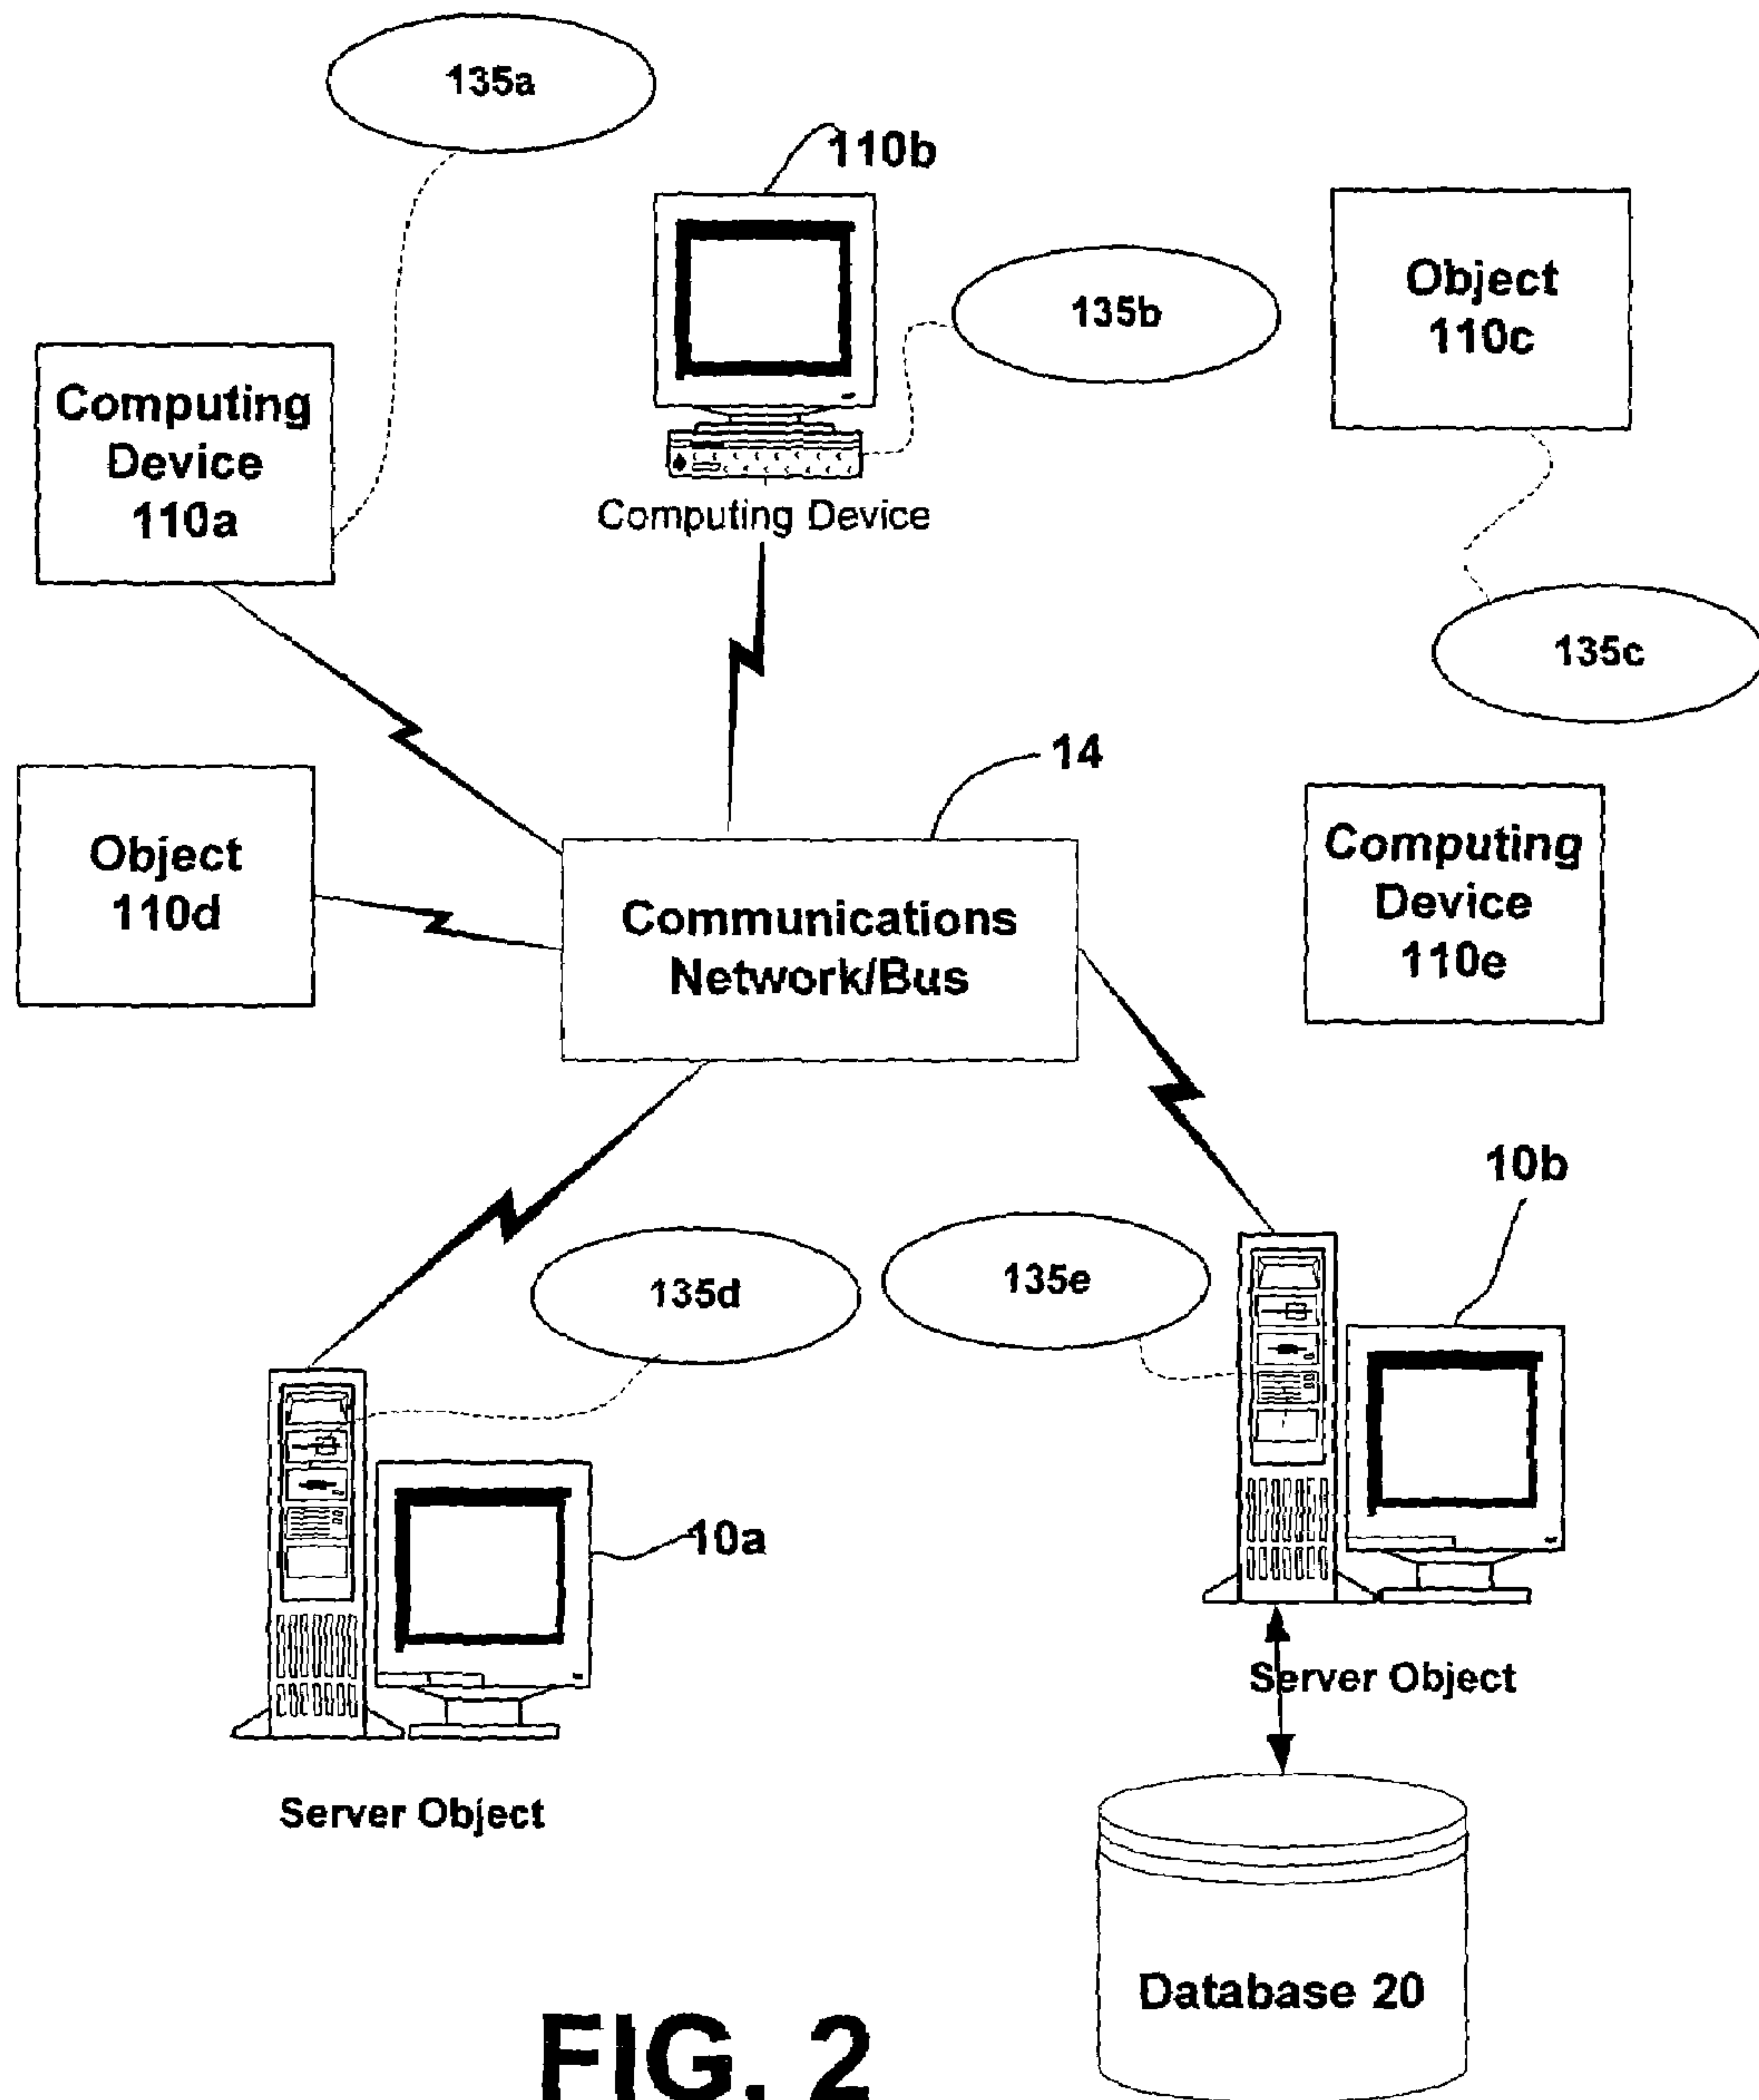 135a
110b
135b
Object
110c
Computing
Device
110a
Computing Device
135c
14
Object
110d
Communications
Network/Bus
Computing
Device
110e
10b
135d
135e
10a
Server Object
Server Object
Database 20
FIG. 2